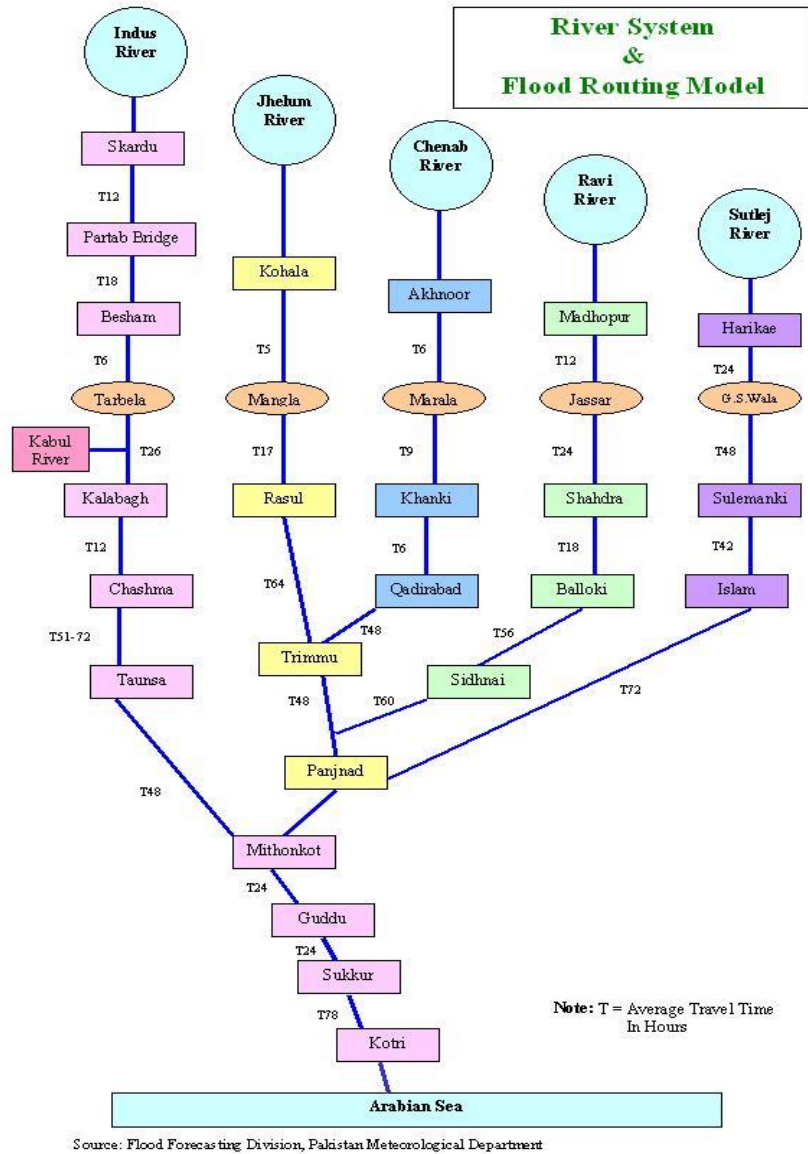 River System
&
Flood Routing Model
Indus
River
Jhelum
River
Chenab
River
Ravi
River
Sutlej
River
Skardu
T12
Partab Bridge
T18
Besham
T6
Tarbela
Kabul
River
T26
Kalabagh
T12
Chashma
T51-72
Taunsa
T48
Kohala
T5
Mangla
T17
Rasul
T64
Trimmu
T48
Panjnad
Akhnoor
T6
Marala
T9
Khanki
T6
Qadirabad
T48
Madhopur
T12
Jassar
T24
Shahdra
T18
Balloki
T56
Sidhnai
T60
Harikae
T24
G.S.Wala
T48
Sulemanki
T42
Islam
T72
Mithonkot
T24
Guddu
T24
Sukkur
T78
Kotri
Note: T = Average Travel Time
In Hours
Arabian Sea
Source: Flood Forecasting Division, Pakistan Meteorological Department